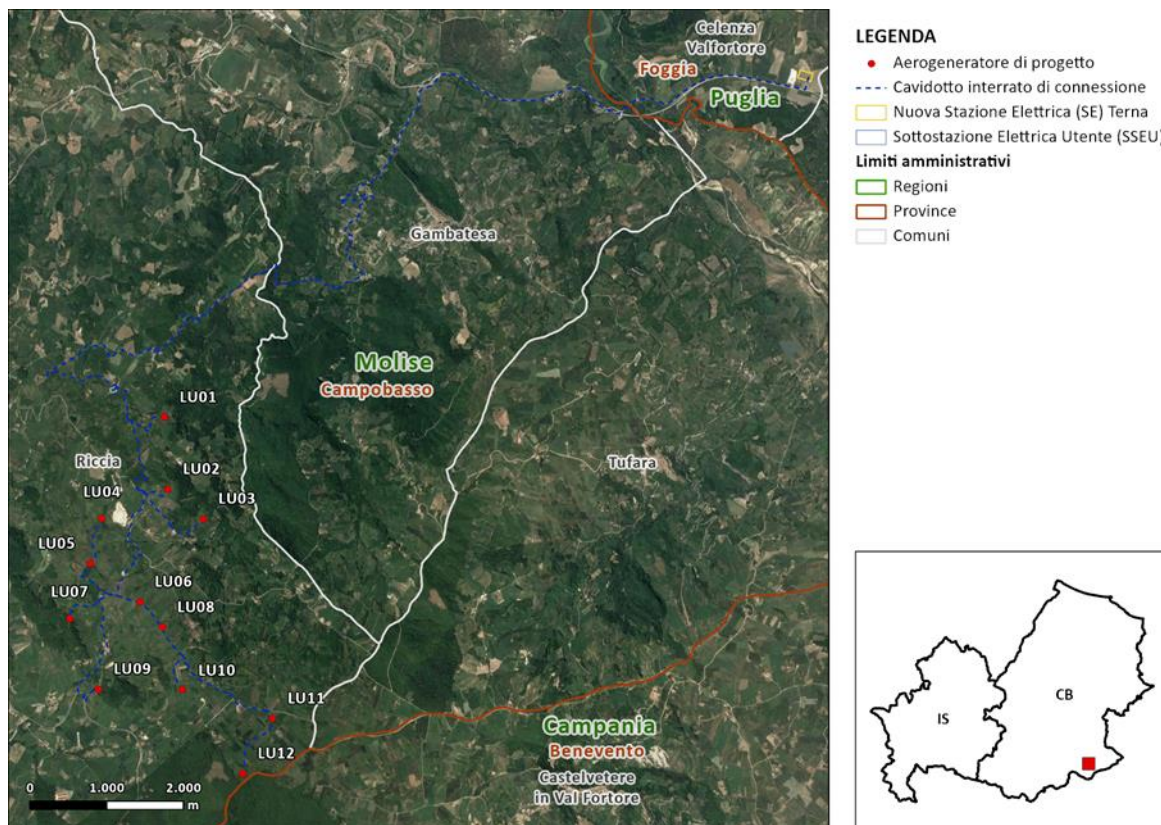 Celenza
Valfortore
Foggia
Puglia
Gambatesa
Molise
Campobasso
LU01
Riccia
LU02
Tufara
LU04
LU03
LU05
LU07
LU06
LU08
LU09
LU10
LU11
Campania
Benevento
LU12
Castelvetere
in Val Fortore
0 1.000 2.000
m
LEGENDA
Aerogeneratore di progetto
Cavidotto interrato di connessione
Nuova Stazione Elettrica (SE) Terna
Sottostazione Elettrica Utente (SSEU)
Limiti amministrativi
Regioni
Province
Comuni
CB
IS